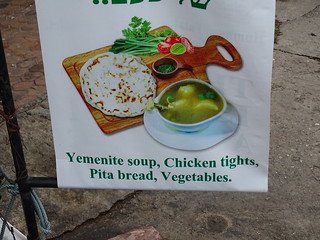 Yemenite soup, Chicken tights,
Pita bread, Vegetables.